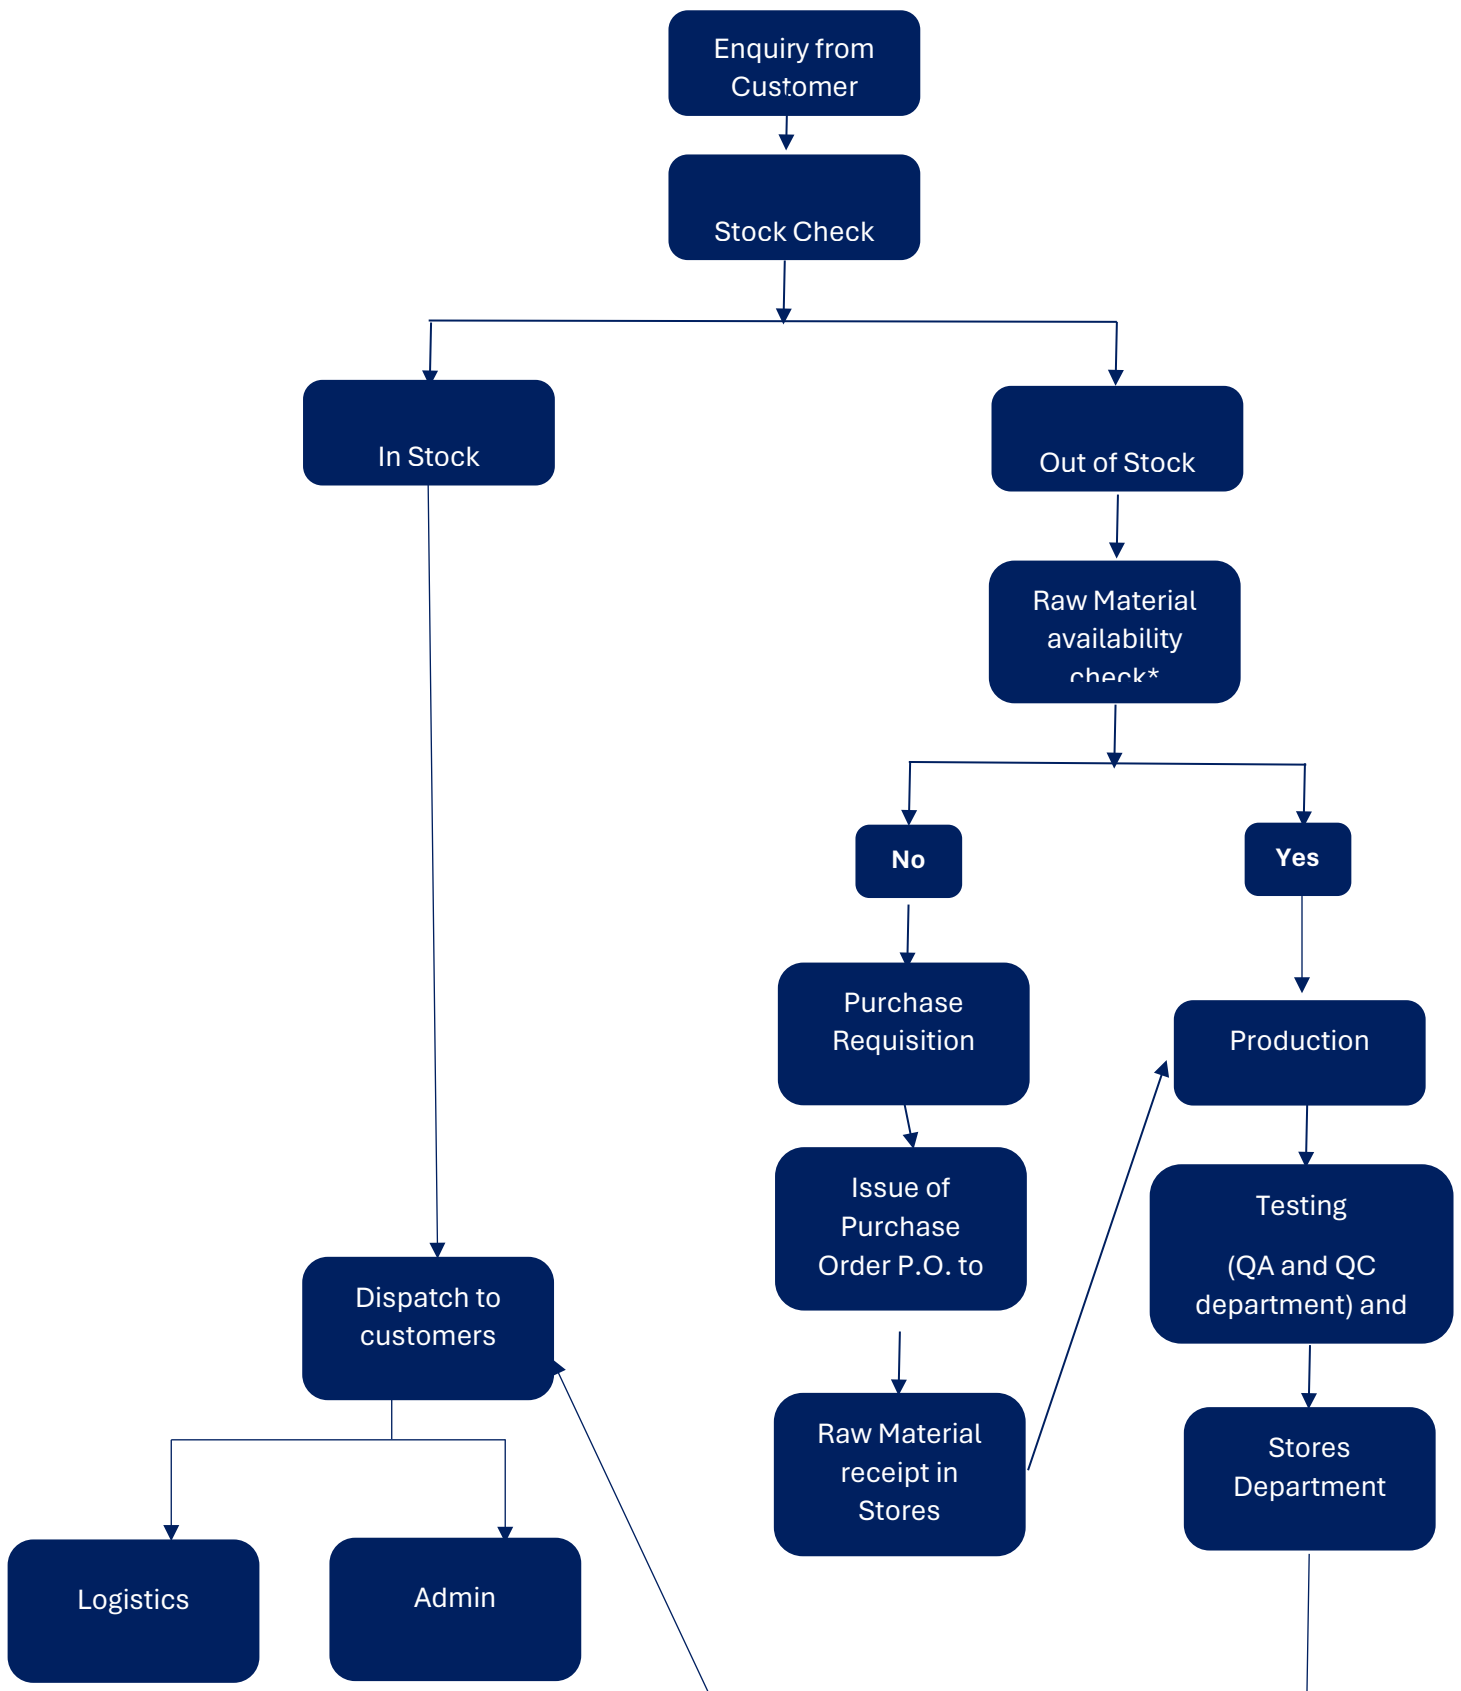 Enquiry from
Customer
Stock Check
In Stock
Out of Stock
Raw Material
availability
check*
No
Yes
Purchase
Requisition
Production
Issue of
Purchase
Order P.O. to
Testing
(QA and QC
department) and
Dispatch to
customers
Raw Material
receipt in
Stores
Stores
Department
Logistics
Admin